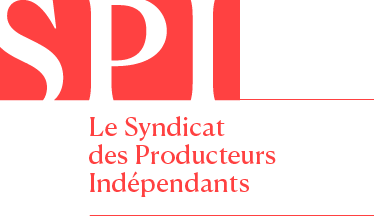 SPI
Le Syndicat
des Producteurs
Indépendants